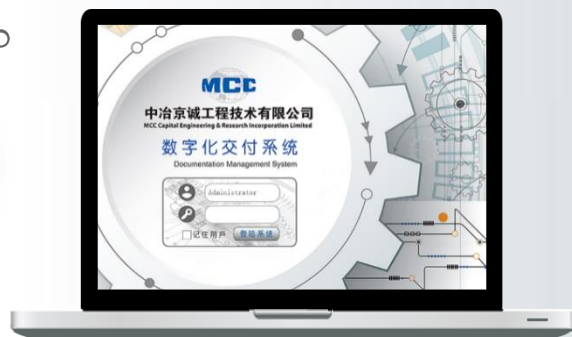 MCC
中冶京诚工程技术有限公司
MCC Capital Engineering & Research Incorporation Limited
数字化交付系统
Documentation Management System
Administrator
记住用户 登陆系统